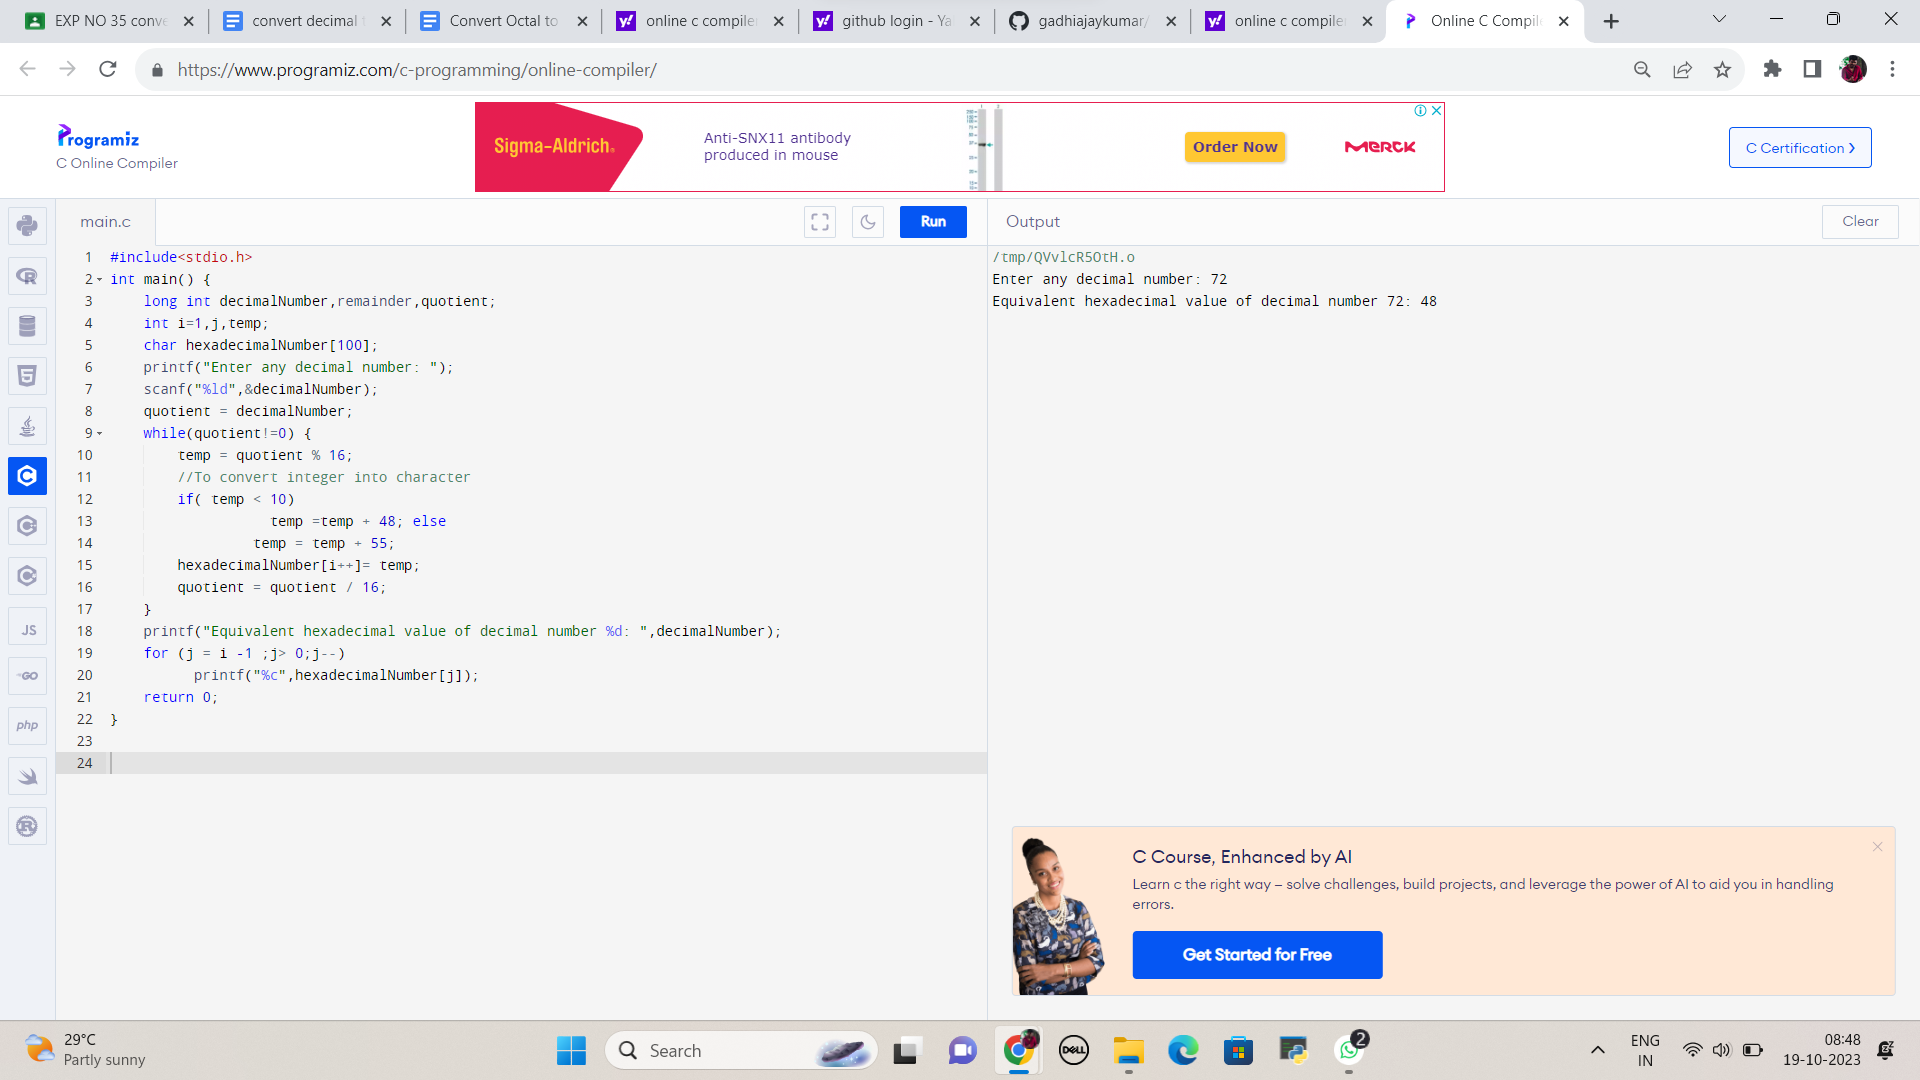 EXP NO 35 conve
convert decimal t
Convert Octal to
online c compiler
github login - Ya
gadhiajaykumar/
online c compiler
Online C Compile
https://www.programiz.com/c-programming/online-compiler/
Programiz
C Online Compiler
Sigma-Aldrich.
Anti-SNX11 antibody
produced in mouse
Order Now
MERCK
C Certification >
main.c
Run
Output
Clear
1 #include<stdio.h>
2 int main() {
3 long int decimalNumber,remainder,quotient;
4 int i=1,j,temp;
5 char hexadecimalNumber[100];
6 printf("Enter any decimal number: ");
7 scanf("%ld",&decimalNumber);
8 quotient = decimalNumber;
9 while(quotient!=0) {
10 temp = quotient % 16;
11 //To convert integer into character
12 if( temp < 10)
13 temp =temp + 48; else
14 temp = temp + 55;
15 hexadecimalNumber[i++]= temp;
16 quotient = quotient / 16;
17 }
18 printf("Equivalent hexadecimal value of decimal number %d: ",decimalNumber);
19 for (j = i -1 ;j> 0;j--)
20 printf("%c",hexadecimalNumber[j]);
21 return 0;
22 }
23
24
/tmp/QVvlcR5OtH.o
Enter any decimal number: 72
Equivalent hexadecimal value of decimal number 72: 48
JS
GO
php
C Course, Enhanced by AI
Learn c the right way – solve challenges, build projects, and leverage the power of AI to aid you in handling
errors.
Get Started for Free
29°C
Partly sunny
Search
DELL
2
ENG
IN
08:48
19-10-2023